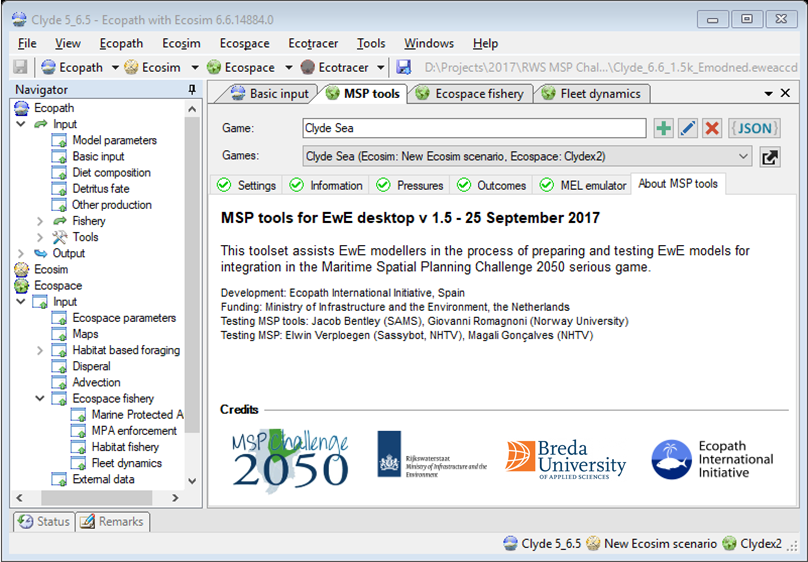 Clyde 5_6.5 - Ecopath with Ecosim 6.6.14884.0
File View Ecopath Ecosim Ecospace Ecotracer Tools Windows Help
Ecopath Ecosim Ecospace Ecotracer D:\Projects\2017\RWS MSP Chal...\Clyde_6.6_1.5k_Emodned.eweaccd
Navigator
Ecopath
Input
Model parameters
Basic input
Diet composition
Detritus fate
Other production
Fishery
Tools
Output
Ecosim
Ecospace
Input
Ecospace parameters
Maps
Habitat based foraging
Disperal
Advection
Ecospace fishery
Marine Protected A
MPA enforcement
Habitat fishery
Fleet dynamics
External data
Basic input MSP tools Ecospace fishery Fleet dynamics
Game: Clyde Sea {JSON}
Games: Clyde Sea (Ecosim: New Ecosim scenario, Ecospace: Clydex2)
Settings Information Pressures Outcomes MEL emulator About MSP tools
MSP tools for EwE desktop v 1.5 - 25 September 2017
This toolset assists EwE modellers in the process of preparing and testing EwE models for
integration in the Maritime Spatial Planning Challenge 2050 serious game.
Development: Ecopath International Initiative, Spain
Funding: Ministry of Infrastructure and the Environment, the Netherlands
Testing MSP tools: Jacob Bentley (SAMS), Giovanni Romagnoni (Norway University)
Testing MSP: Elwin Verploegen (Sassybot, NHTV), Magali Gonçalves (NHTV)
Credits
MSP challenge
2050
Rijkswaterstaat
Ministry of Infrastructure and the
Environment
Breda
University
OF APPLIED SCIENCES
Ecopath
International
Initiative
Status Remarks
Clyde 5_6.5 New Ecosim scenario Clydex2